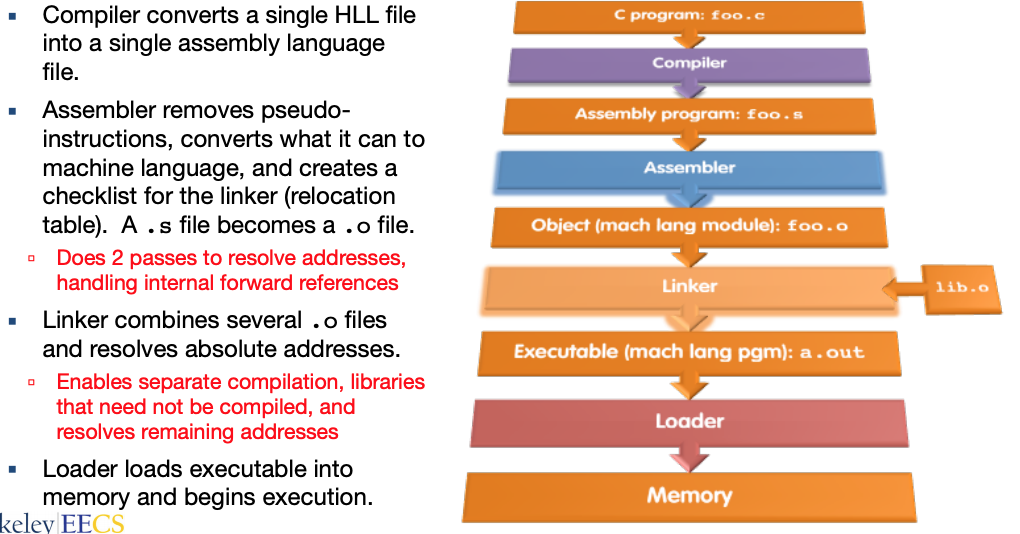 ▪ Compiler converts a single HLL file
into a single assembly language
file.
▪ Assembler removes pseudo-
instructions, converts what it can to
machine language, and creates a
checklist for the linker (relocation
table).  A .s file becomes a .o file.
▫ Does 2 passes to resolve addresses,
handling internal forward references
▪ Linker combines several .o files
and resolves absolute addresses.
▫ Enables separate compilation, libraries
that need not be compiled, and
resolves remaining addresses
▪ Loader loads executable into
memory and begins execution.
keley|EECS
C program: foo.c
Compiler
Assembly program: foo.s
Assembler
Object (mach lang module): foo.o
Linker
lib.o
Executable (mach lang pgm): a.out
Loader
Memory